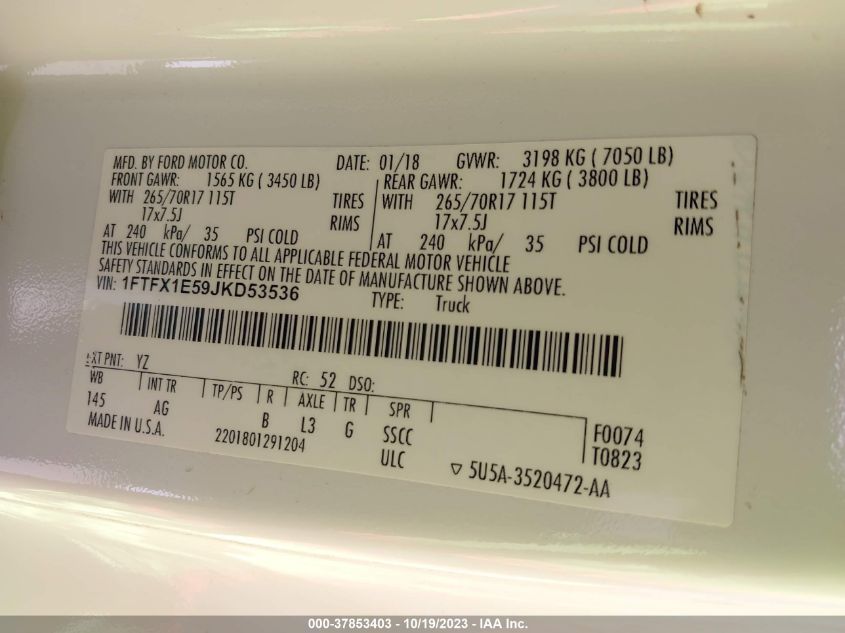 MFD. BY FORD MOTOR CO. DATE: 01/18 GVWR: 3198 KG ( 7050 LB)
FRONT GAWR: 1565 KG ( 3450 LB) REAR GAWR: 1724 KG ( 3800 LB)
WITH 265/70R17 115T TIRES WITH 265/70R17 115T TIRES
17x7.5J RIMS 17x7.5J RIMS
AT 240 kPa/ 35 PSI COLD AT 240 kPa/ 35 PSI COLD
THIS VEHICLE CONFORMS TO ALL APPLICABLE FEDERAL MOTOR VEHICLE
SAFETY STANDARDS IN EFFECT ON THE DATE OF MANUFACTURE SHOWN ABOVE.
VIN: 1FTFX1E59JKD53536 TYPE: Truck
EXT PNT: YZ RC: 52 DSO:
WB INT TR TP/PS R AXLE TR SPR
145 AG B L3 G SSCC F0074
MADE IN U.S.A. 2201801291204 ULC T0823
5U5A-3520472-AA
000-37853403 - 10/19/2023 - IAA Inc.